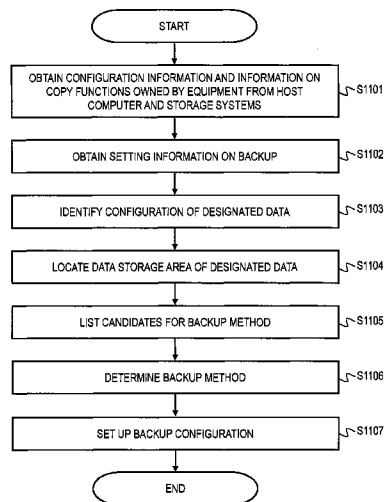 START
OBTAIN CONFIGURATION INFORMATION AND INFORMATION ON
COPY FUNCTIONS OWNED BY EQUIPMENT FROM HOST
COMPUTER AND STORAGE SYSTEMS
S1101
OBTAIN SETTING INFORMATION ON BACKUP
S1102
IDENTIFY CONFIGURATION OF DESIGNATED DATA
S1103
LOCATE DATA STORAGE AREA OF DESIGNATED DATA
S1104
LIST CANDIDATES FOR BACKUP METHOD
S1105
DETERMINE BACKUP METHOD
S1106
SET UP BACKUP CONFIGURATION
S1107
END